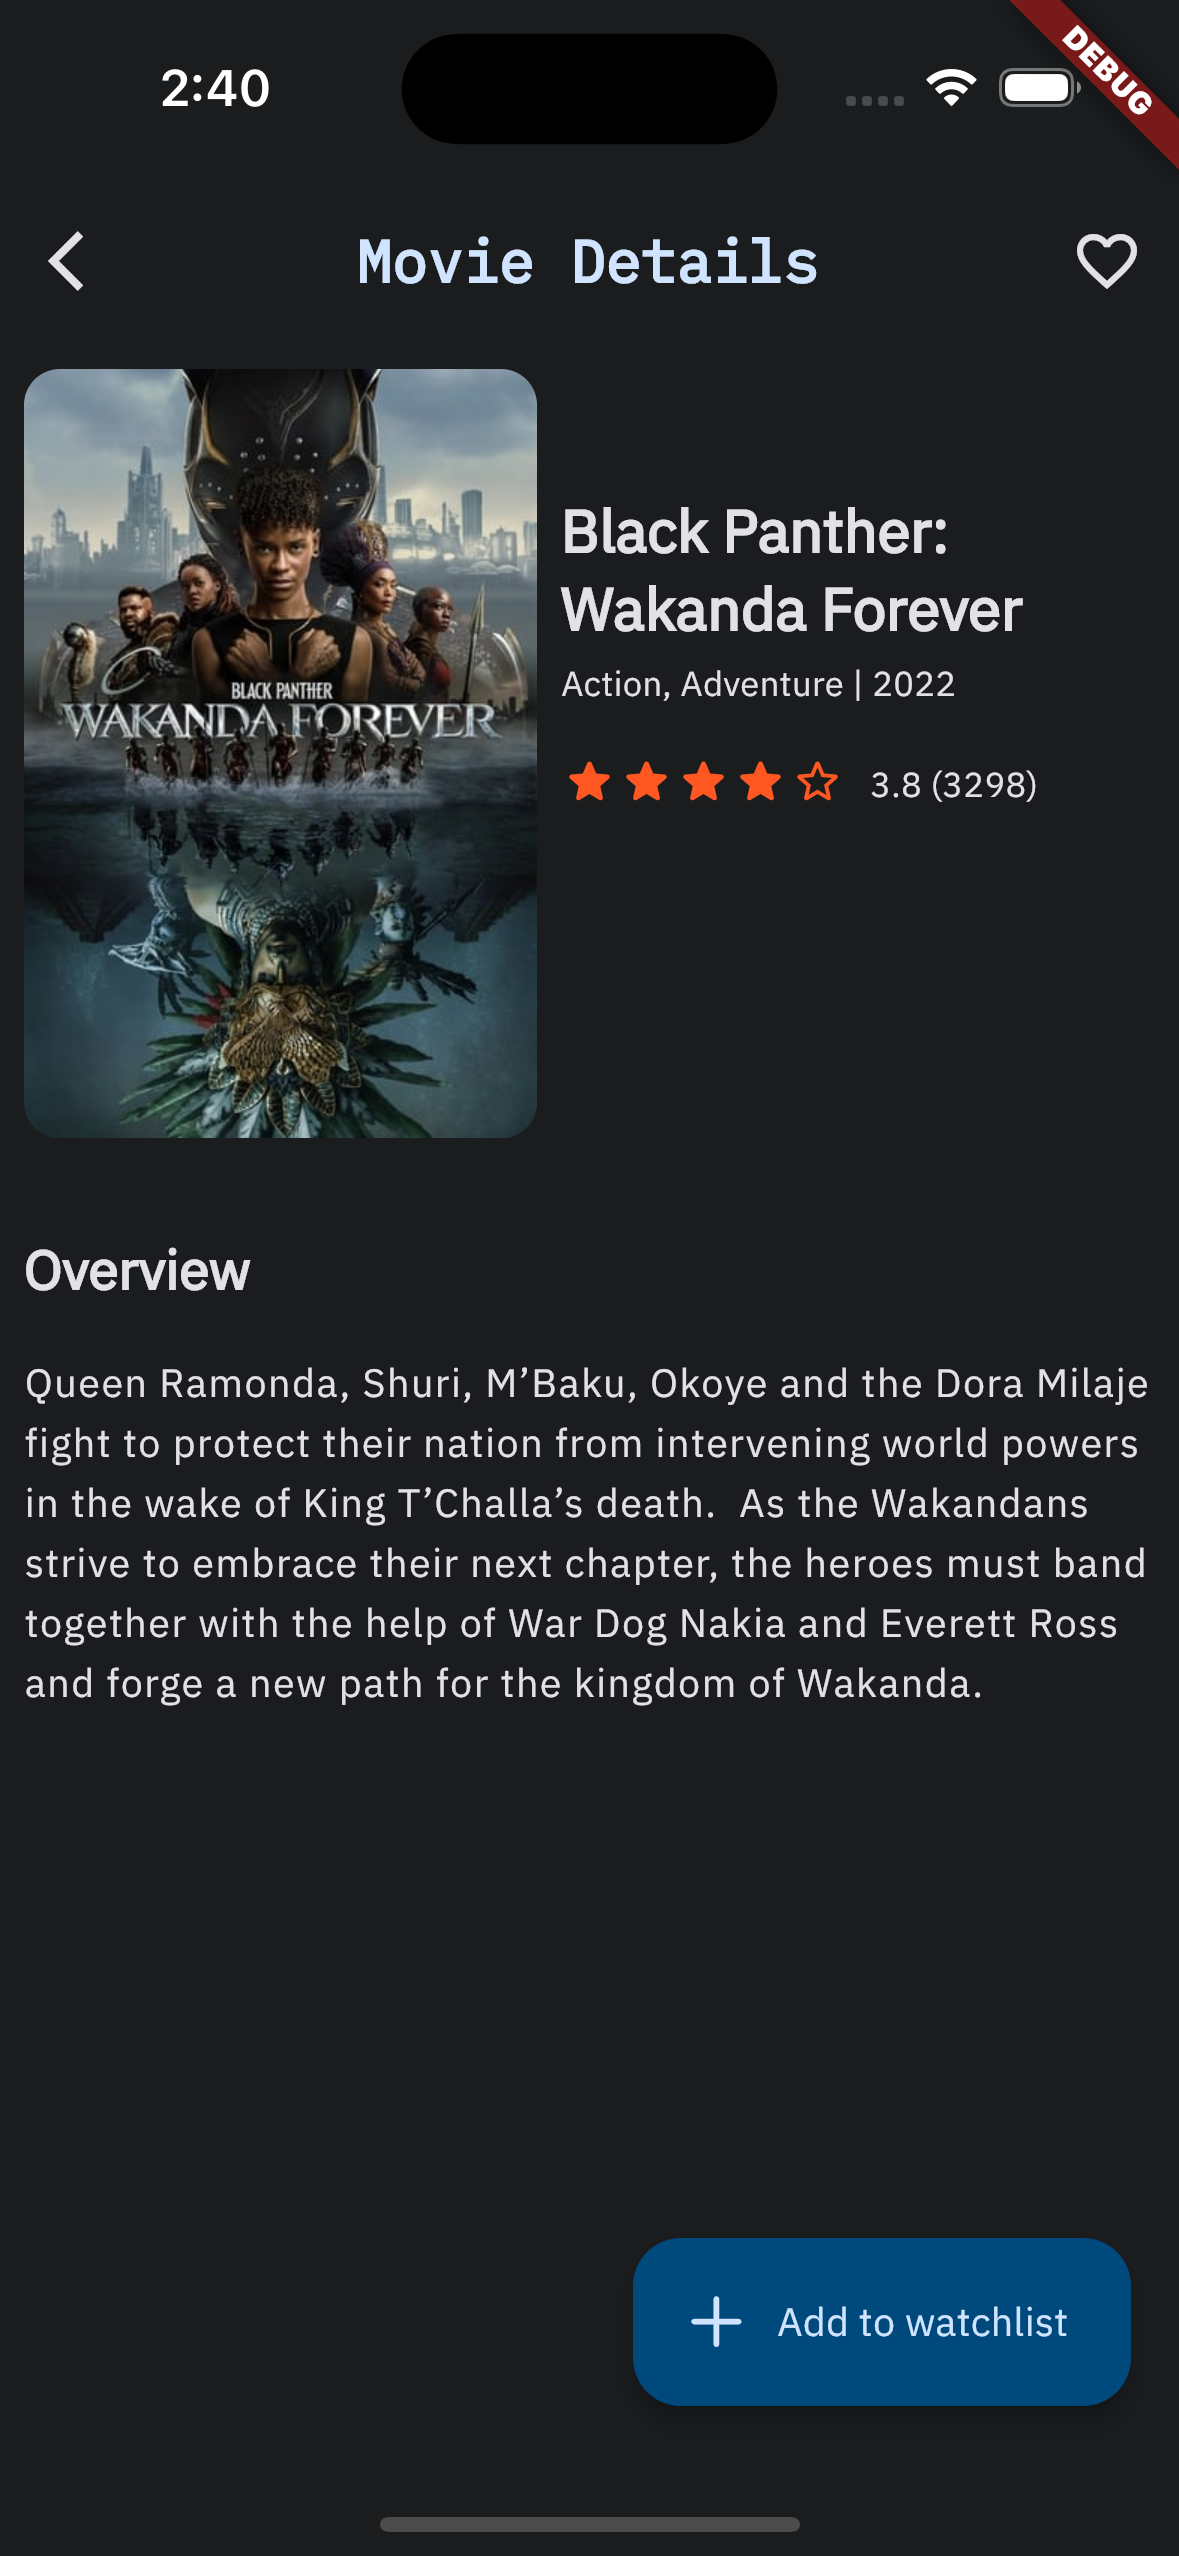 2:40
DEBUG
Movie Details
BLACK PANTHER
WAKANDA FOREVER
Black Panther:
Wakanda Forever
Action, Adventure | 2022
3.8 (3298)
Overview
Queen Ramonda, Shuri, M’Baku, Okoye and the Dora Milaje
fight to protect their nation from intervening world powers
in the wake of King T’Challa’s death.  As the Wakandans
strive to embrace their next chapter, the heroes must band
together with the help of War Dog Nakia and Everett Ross
and forge a new path for the kingdom of Wakanda.
Add to watchlist